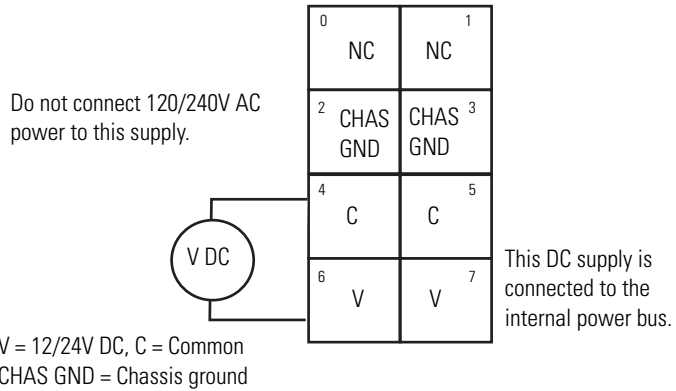 0
1
NC
NC
Do not connect 120/240V AC
power to this supply.
2
CHAS
GND
CHAS
GND
3
4
C
C
5
V DC
6
V
V
7
This DC supply is
connected to the
internal power bus.
V = 12/24V DC, C = Common
CHAS GND = Chassis ground